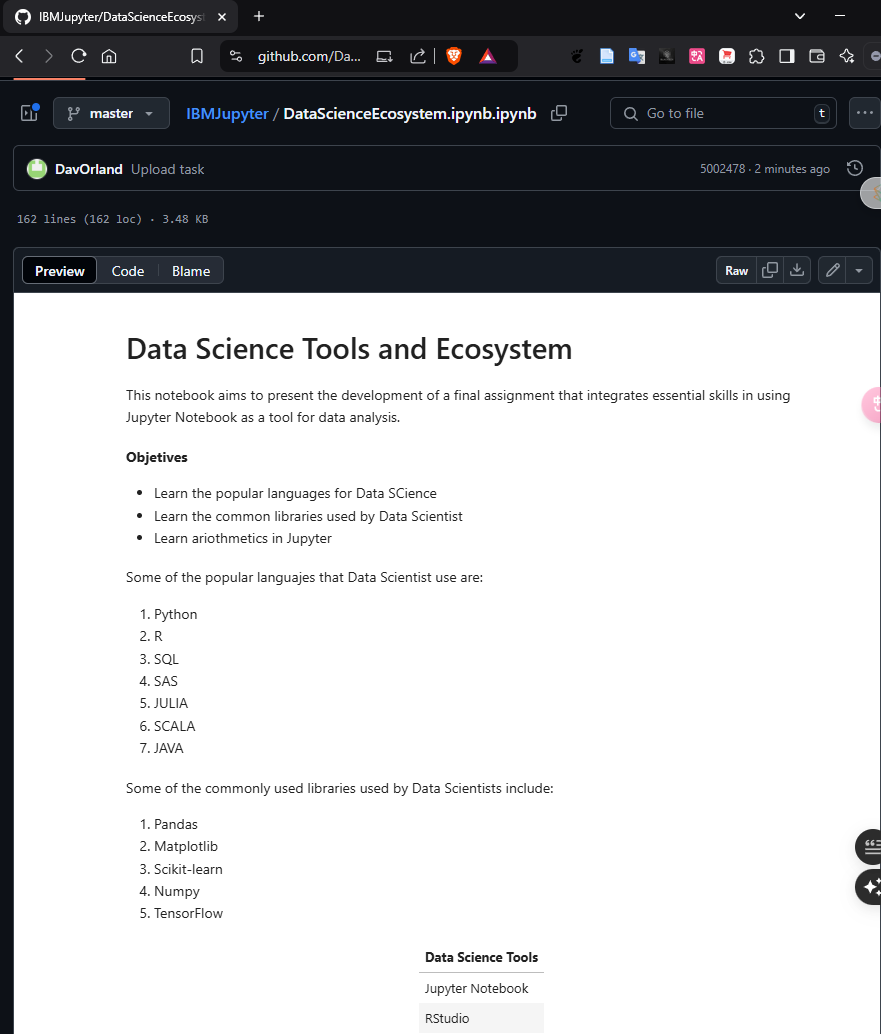 IBMJupyter/DataScienceEcosyst
github.com/Da...
master
IBMJupyter / DataScienceEcosystem.ipynb.ipynb
Go to file
t
DavOrland Upload task
5002478 · 2 minutes ago
162 lines (162 loc) · 3.48 KB
Preview
Code
Blame
Raw
Data Science Tools and Ecosystem
This notebook aims to present the development of a final assignment that integrates essential skills in using
Jupyter Notebook as a tool for data analysis.
Objetives
• Learn the popular languages for Data SCience
• Learn the common libraries used by Data Scientist
• Learn ariothmetics in Jupyter
Some of the popular languajes that Data Scientist use are:
1. Python
2. R
3. SQL
4. SAS
5. JULIA
6. SCALA
7. JAVA
Some of the commonly used libraries used by Data Scientists include:
1. Pandas
2. Matplotlib
3. Scikit-learn
4. Numpy
5. TensorFlow
Data Science Tools
Jupyter Notebook
RStudio